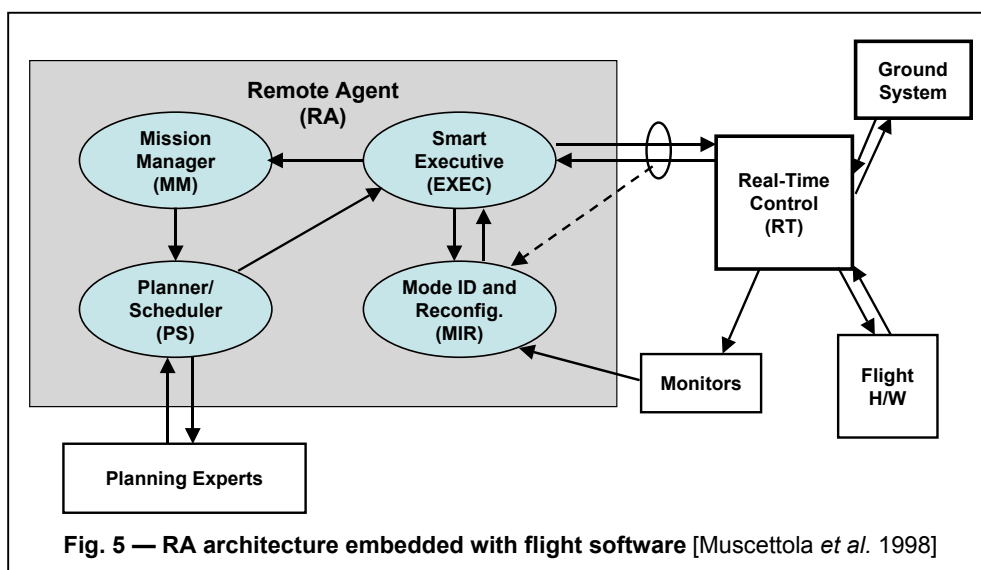 Remote Agent
(RA)
Mission
Manager
(MM)
Smart
Executive
(EXEC)
Planner/
Scheduler
(PS)
Mode ID and
Reconfig.
(MIR)
Ground
System
Real-Time
Control
(RT)
Monitors
Flight
H/W
Planning Experts
Fig. 5 — RA architecture embedded with flight software [Muscettola et al. 1998]